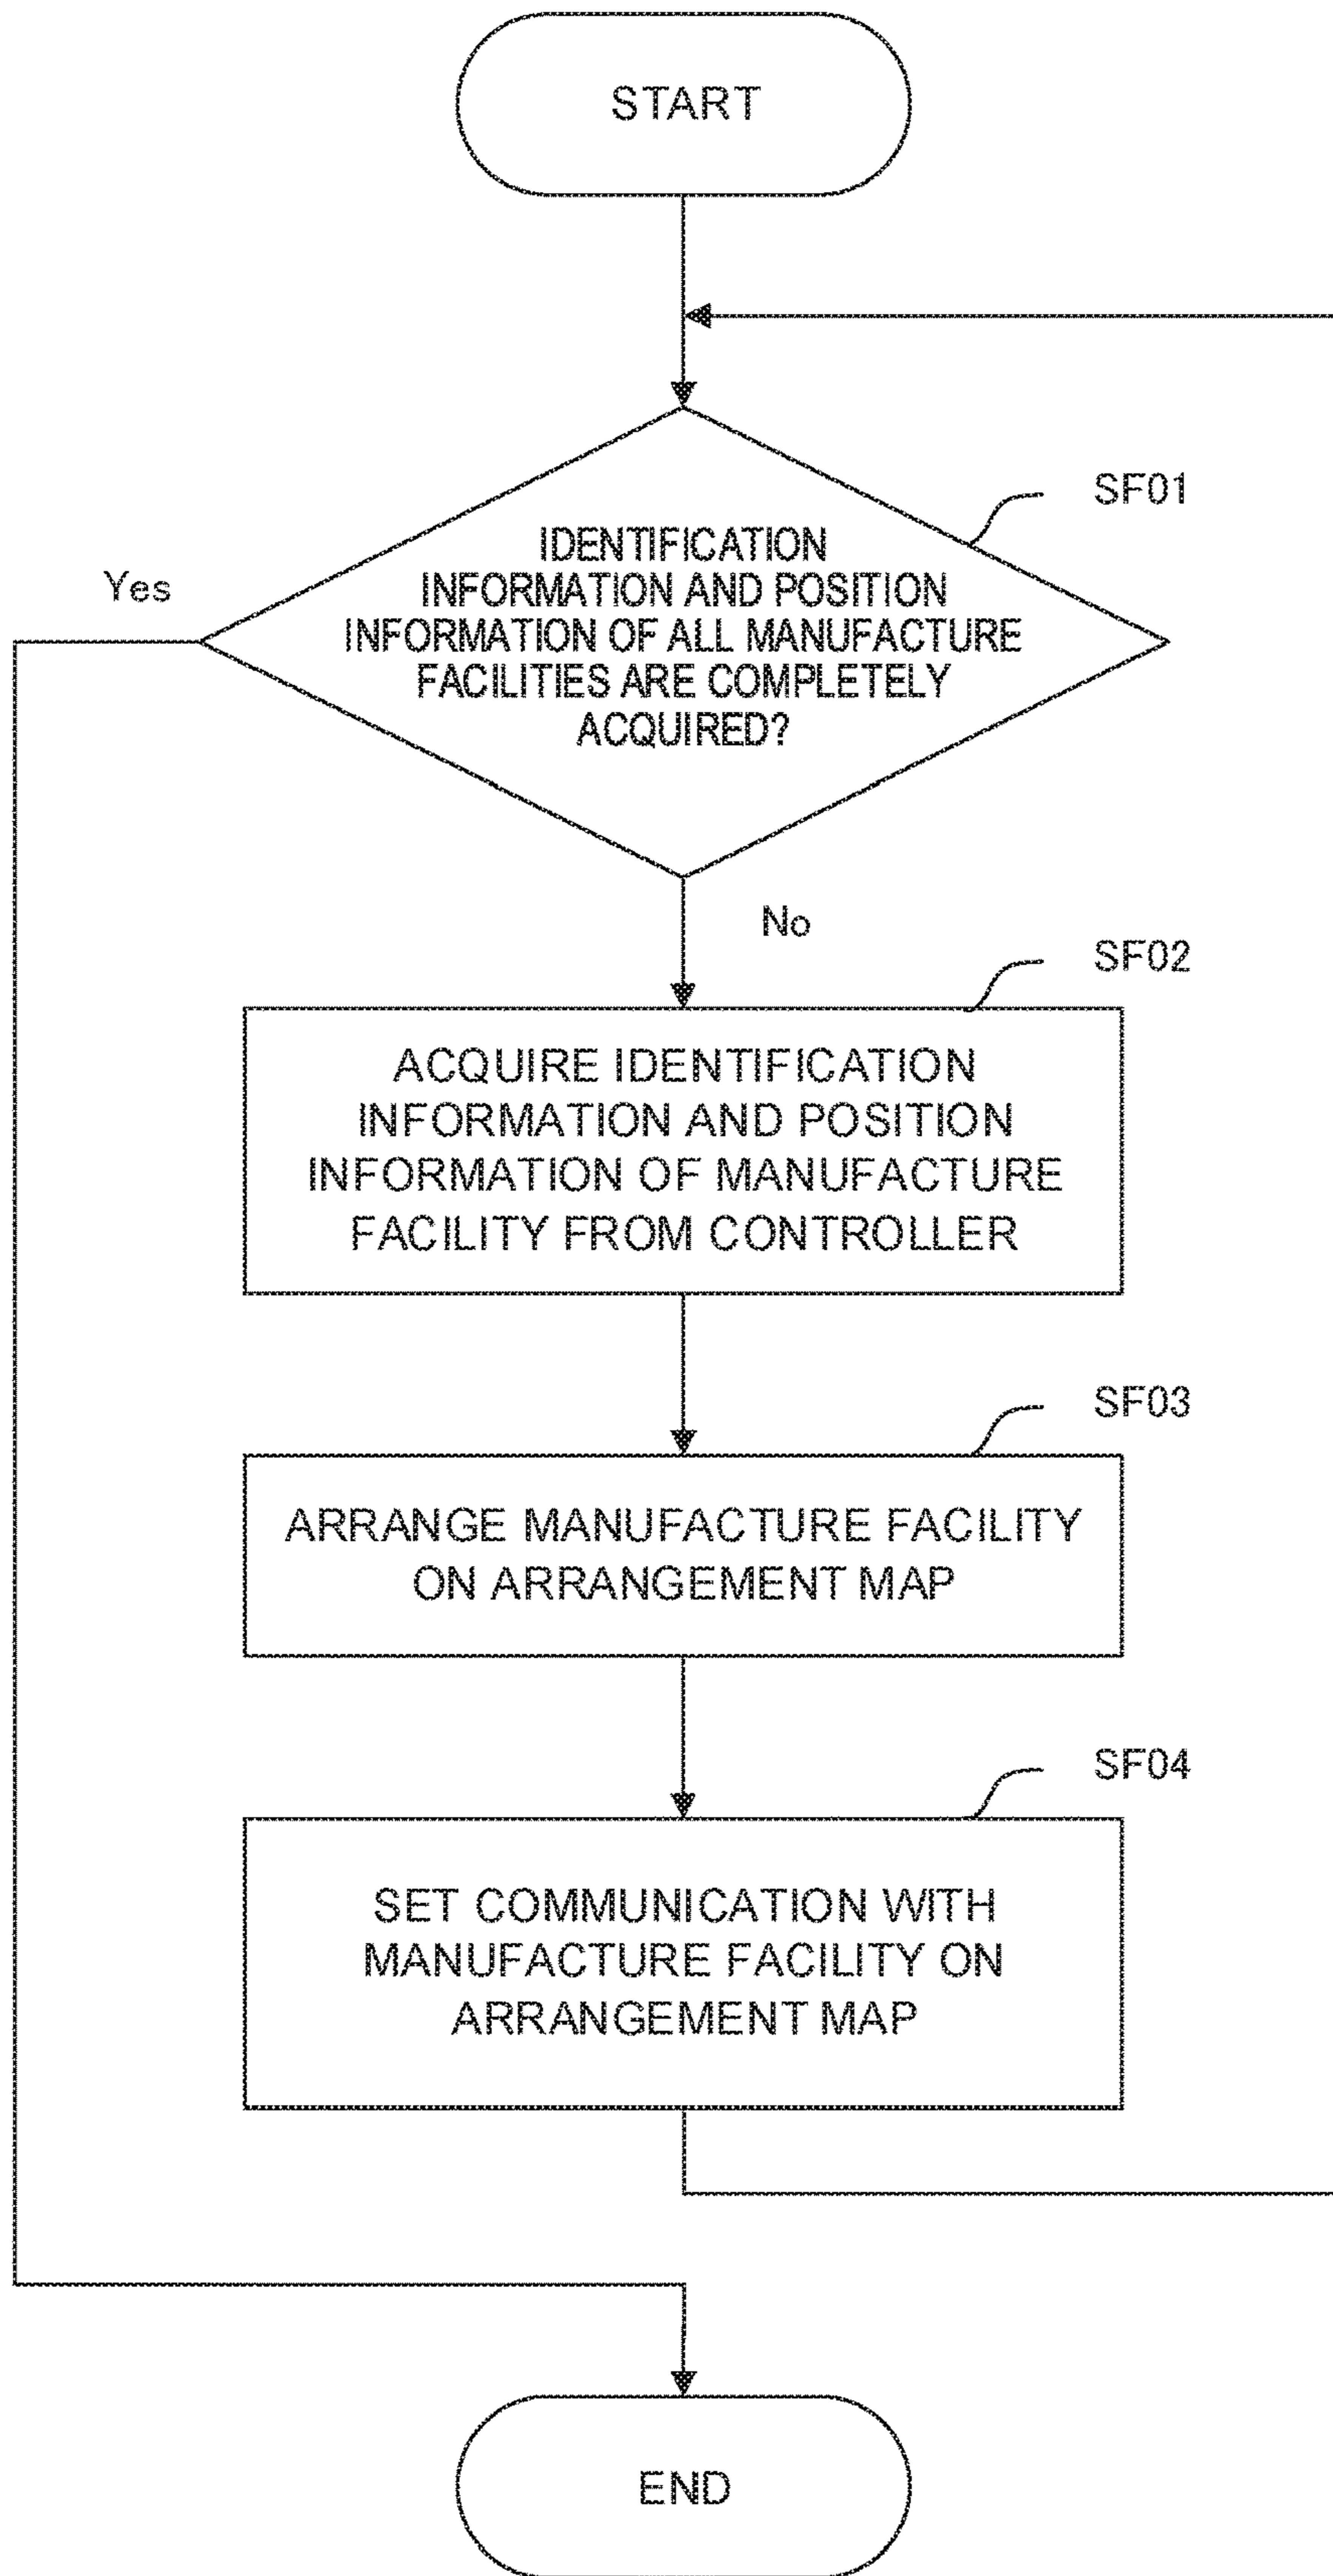 START
SF01
IDENTIFICATION
INFORMATION AND POSITION
INFORMATION OF ALL MANUFACTURE
FACILITIES ARE COMPLETELY
ACQUIRED?
Yes
No
SF02
ACQUIRE IDENTIFICATION
INFORMATION AND POSITION
INFORMATION OF MANUFACTURE
FACILITY FROM CONTROLLER
SF03
ARRANGE MANUFACTURE FACILITY
ON ARRANGEMENT MAP
SF04
SET COMMUNICATION WITH
MANUFACTURE FACILITY ON
ARRANGEMENT MAP
END